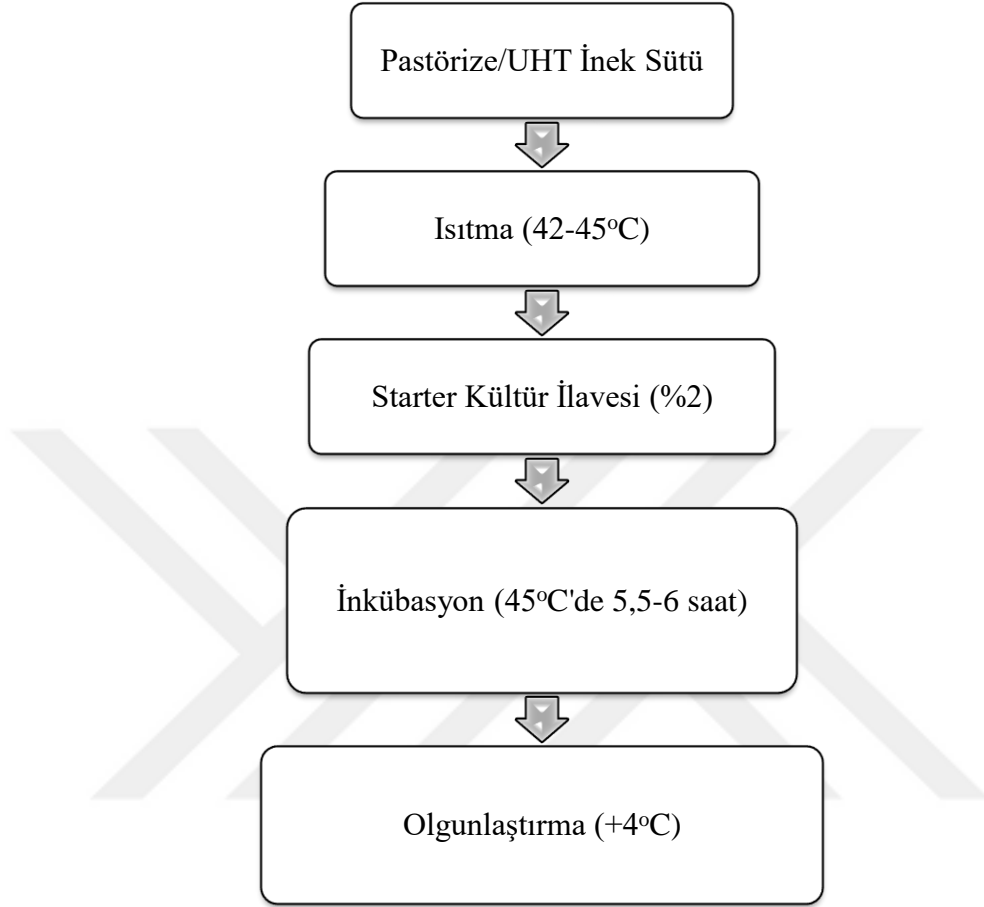 Pastörize/UHT İnek Sütü
Isıtma (42-45°C)
Starter Kültür İlavesi (%2)
İnkübasyon (45°C'de 5,5-6 saat)
Olgunlaştırma (+4°C)